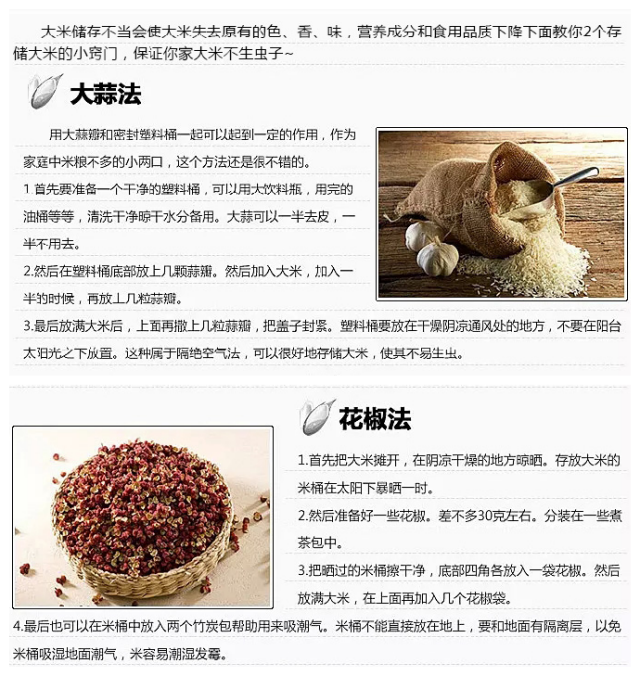 大米储存不当会使大米失去原有的色、香、味，营养成分和食用品质下降下面教你2个存
储大米的小窍门，保证你家大米不生虫子~
大蒜法
用大蒜瓣和密封塑料桶一起可以起到一定的作用，作为
家庭中米粮不多的小两口，这个方法还是很不错的。
1 首先要准备一个干净的塑料桶，可以用大饮料瓶，用完的
油桶等等，清洗干净晾干水分备用。大蒜可以一半去皮，一
半不用去。
2.然后在塑料桶底部放上几颗蒜瓣。然后加入大米，加入一
半的时候，再放上几粒蒜瓣。
3.最后放满大米后，上面再撒上几粒蒜瓣，把盖子封紧。塑料桶要放在干燥阴凉通风处的地方，不要在阳台
太阳光之下放置。这种属于隔绝空气法，可以很好地存储大米，使其不易生出。
花椒法
1.首先把大米摊开，在阴凉干燥的地方晾晒。存放大米的
米桶在太阳下暴晒一时。
2.然后准备好一些花椒。差不多30克左右。分装在一些煮
茶包中。
3.把晒过的米桶擦干净，底部四角各放入一袋花椒。然后
放满大米，在上面再加入几个花椒袋。
4.最后也可以在米桶中放入两个竹炭包帮助用来吸潮气。米桶不能直接放在地上，要和地面有隔离层，以免
米桶吸湿地面潮气，米容易潮湿发霉。